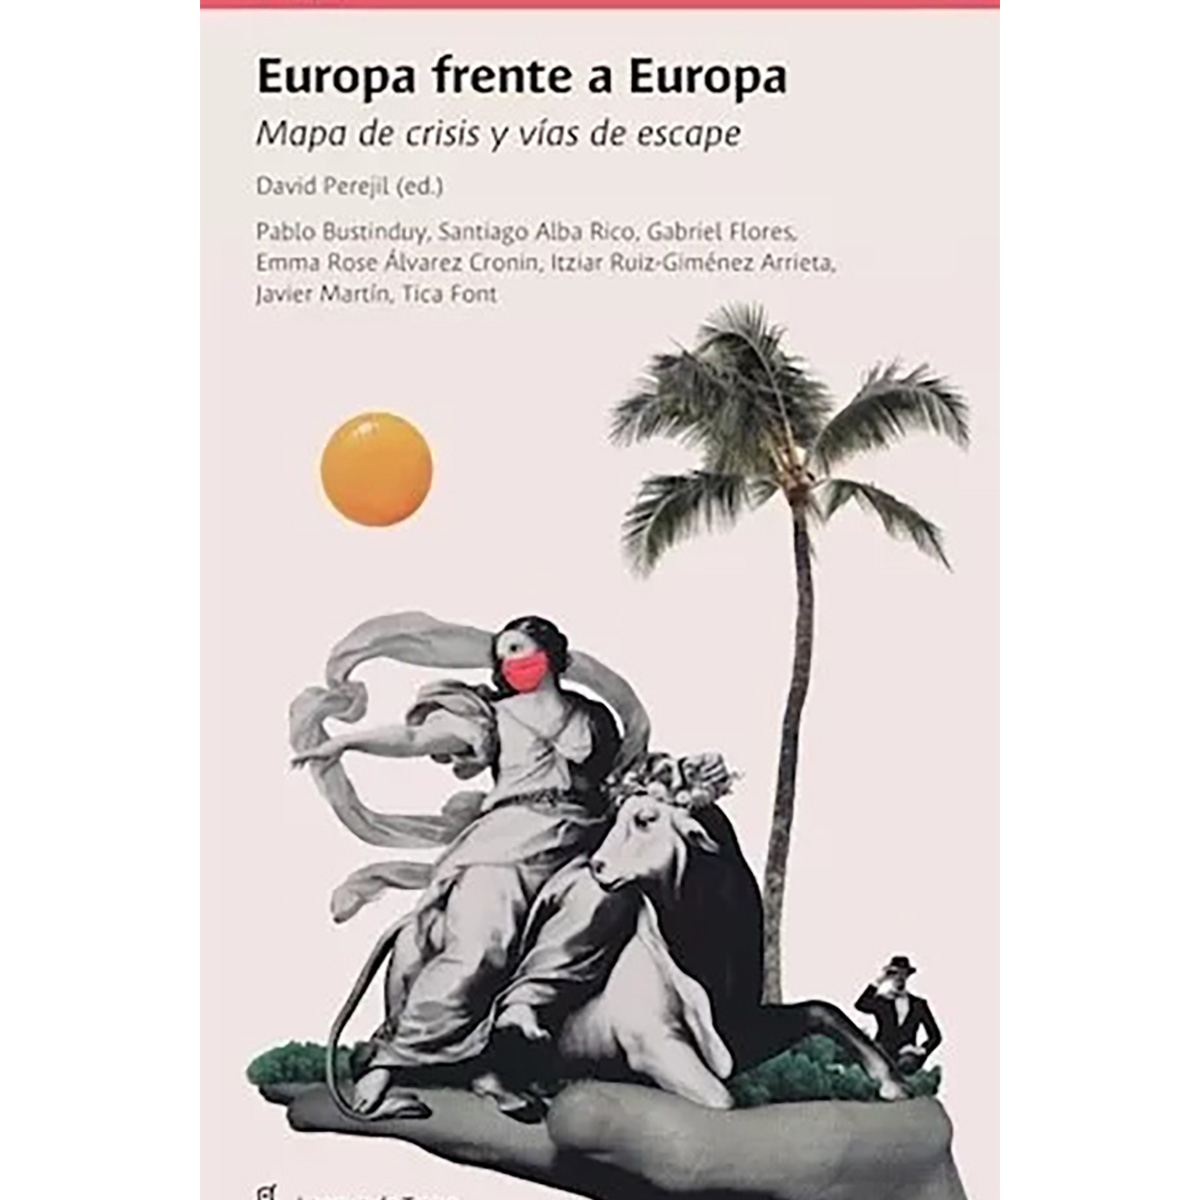 Europa frente a Europa
Mapa de crisis y vías de escape
David Perejil (ed.)
Pablo Bustinduy, Santiago Alba Rico, Gabriel Flores,
Emma Rose Álvarez Cronin, Itziar Ruiz-Giménez Arrieta,
Javier Martín, Tica Font